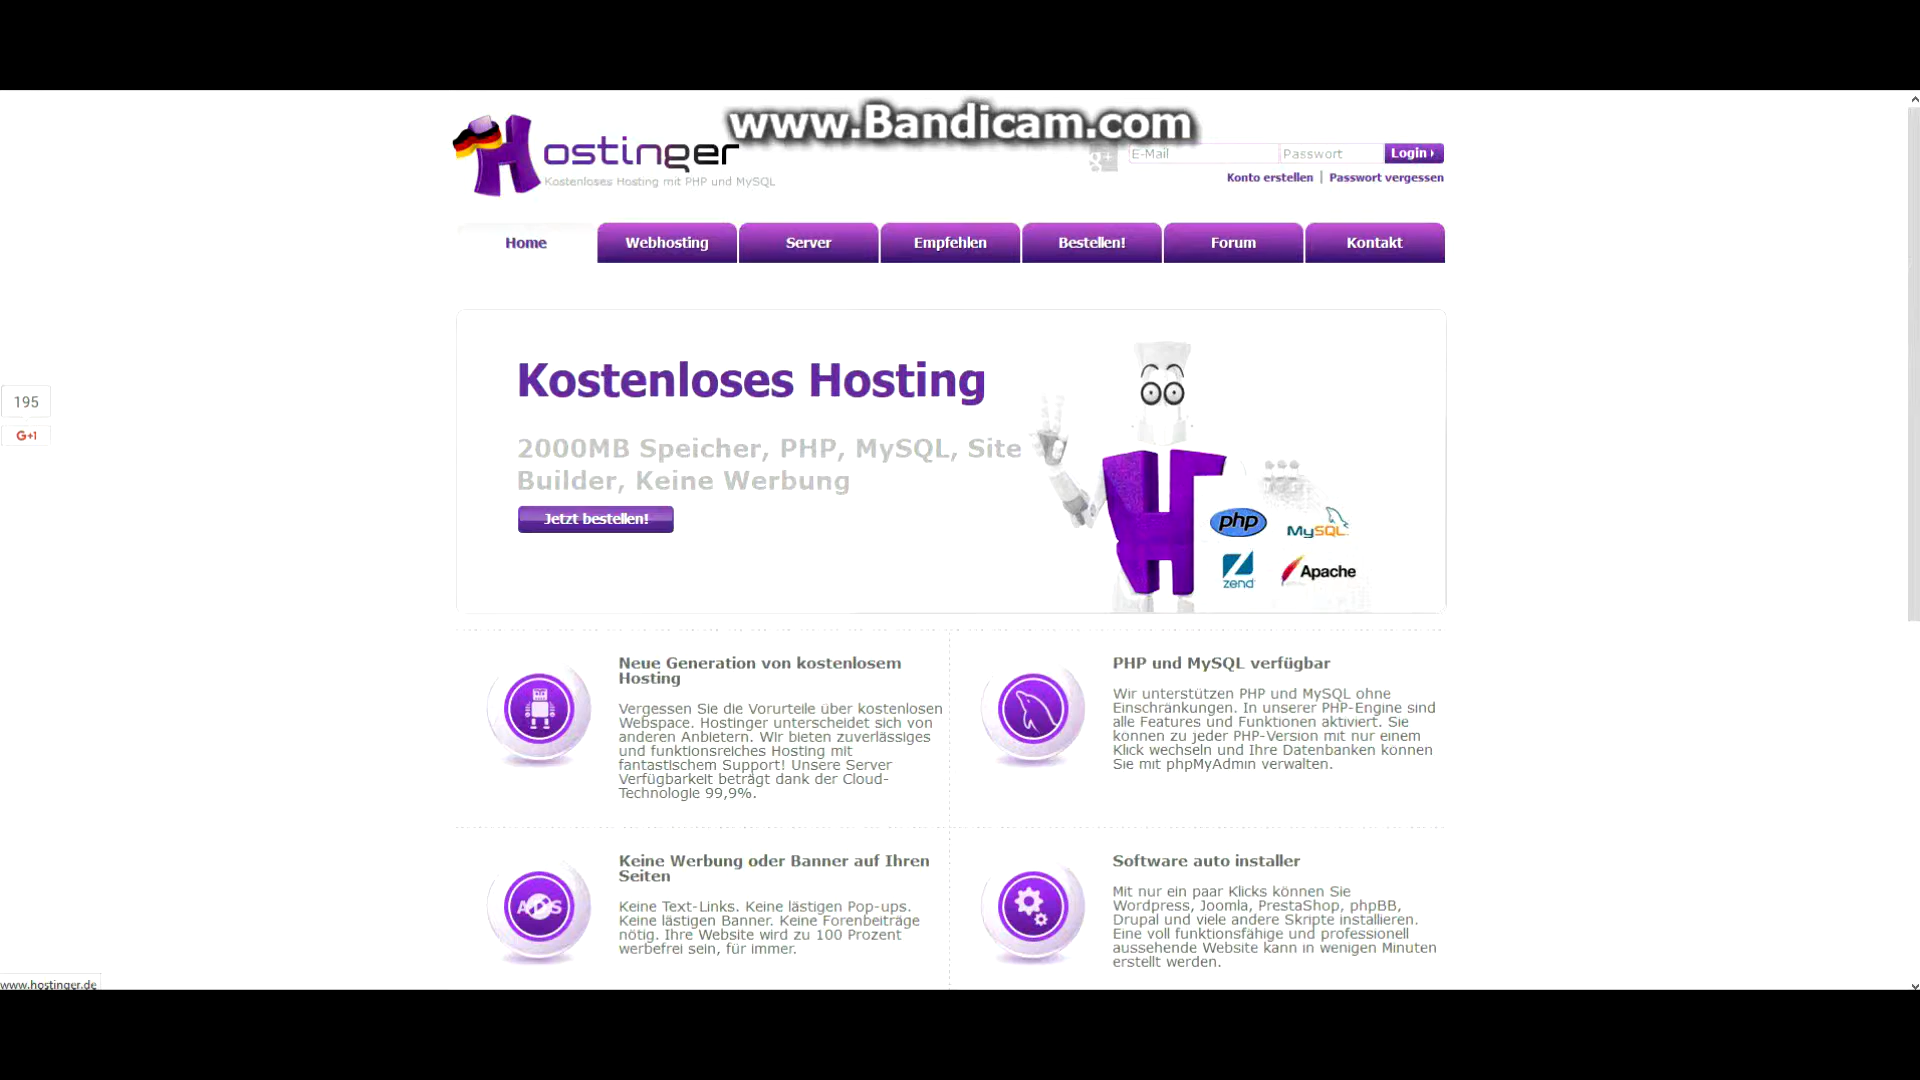 www.Bandicam.com
Hostinger
Kostenloses Hosting mit PHP und MySQL
g+
E-Mail
Passwort
Login
Konto erstellen | Passwort vergessen
Home
Webhosting
Server
Empfehlen
Bestellen!
Forum
Kontakt
195
G+1
Kostenloses Hosting
2000MB Speicher, PHP, MySQL, Site
Builder, Keine Werbung
Jetzt bestellen!
php
MySQL
zend
Apache
Neue Generation von kostenlosem
Hosting
Vergessen Sie die Vorurteile über kostenlosen
Webspace. Hostinger unterscheidet sich von
anderen Anbietern. Wir bieten zuverlässiges
und funktionsreiches Hosting mit
fantastischem Support! Unsere Server
Verfügbarkeit beträgt dank der Cloud-
Technologie 99,9%.
PHP und MySQL verfügbar
Wir unterstützen PHP und MySQL ohne
Einschränkungen. In unserer PHP-Engine sind
alle Features und Funktionen aktiviert. Sie
können zu jeder PHP-Version mit nur einem
Klick wechseln und Ihre Datenbanken können
Sie mit phpMyAdmin verwalten.
Keine Werbung oder Banner auf Ihren
Seiten
ADS
Keine Text-Links. Keine lästigen Pop-ups.
Keine lästigen Banner. Keine Forenbeiträge
nötig. Ihre Website wird zu 100 Prozent
werbefrei sein, für immer.
Software auto installer
Mit nur ein paar Klicks können Sie
Wordpress, Joomla, PrestaShop, phpBB,
Drupal und viele andere Skripte installieren.
Eine voll funktionsfähige und professionell
aussehende Website kann in wenigen Minuten
erstellt werden.
www.hostinger.de